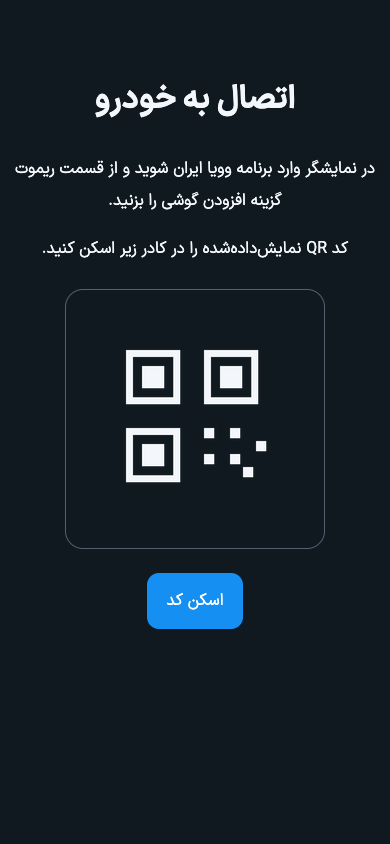 اتصال به خودرو
در نمایشگر وارد برنامه وویا ایران شوید و از قسمت ریموت
گزینه افزودن گوشی را بزنید.
کد QR نمایش‌داده‌شده را در کادر زیر اسکن کنید.
اسکن کد